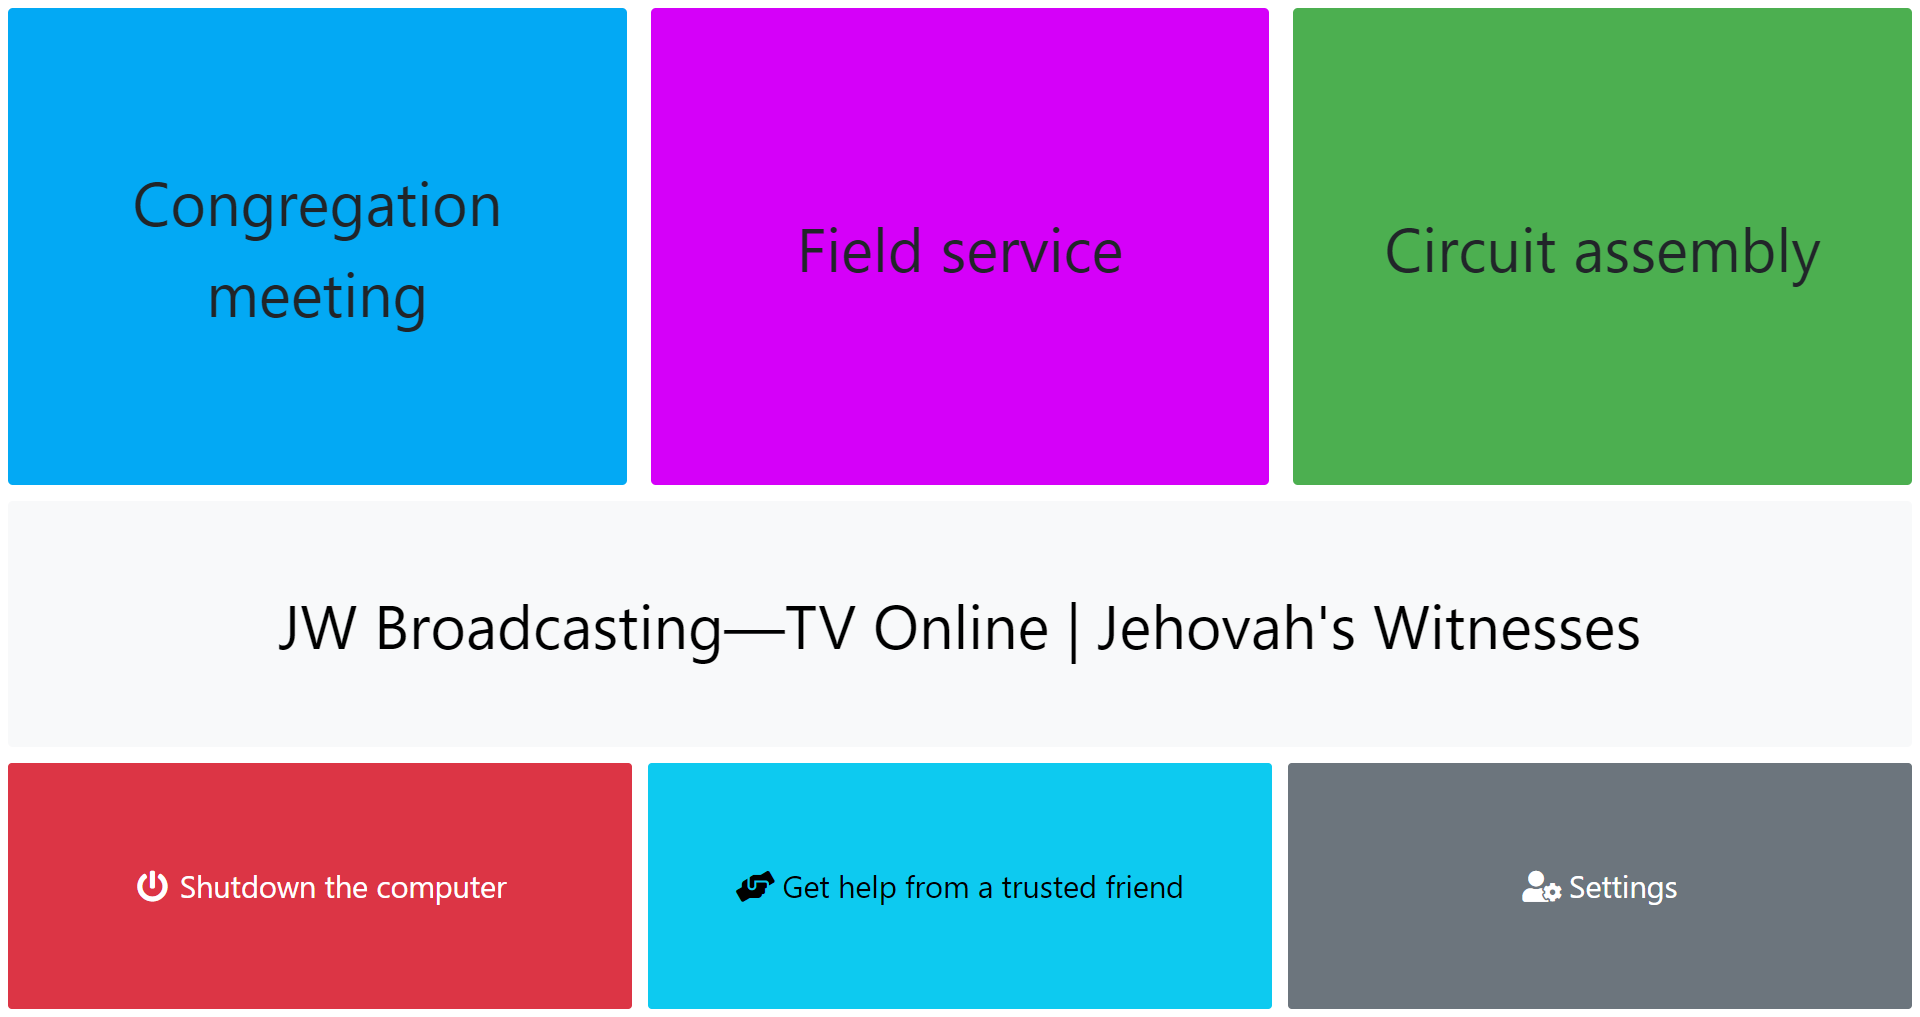 Congregation
meeting
Field service
Circuit assembly
JW Broadcasting—TV Online | Jehovah's Witnesses
Shutdown the computer
Get help from a trusted friend
Settings